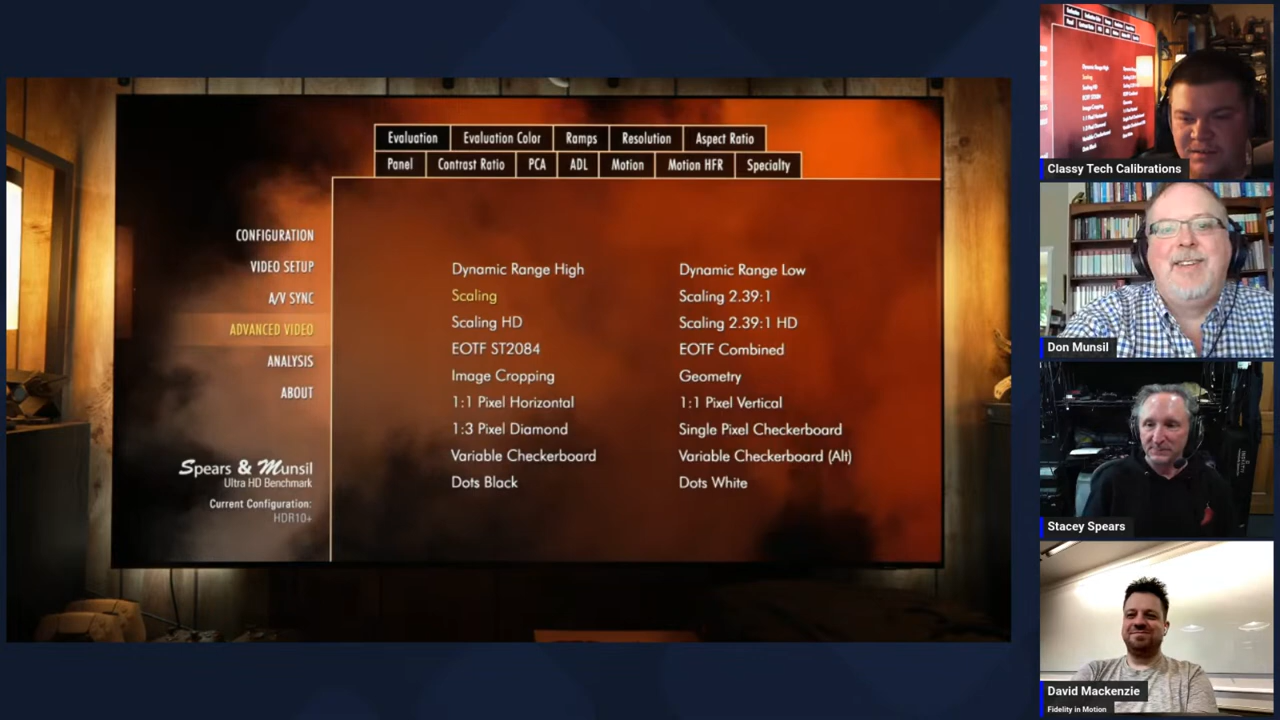 Evaluation Evaluation Color Ramps Resolution Aspect Ratio
Panel Contrast Ratio PCA ADL Motion Motion HFR Specialty
CONFIGURATION
VIDEO SETUP
A/V SYNC
ADVANCED VIDEO
ANALYSIS
ABOUT
Spears & Munsil
Ultra HD Benchmark
Current Configuration:
HDR10+
Dynamic Range High Dynamic Range Low
Scaling Scaling 2.39:1
Scaling HD Scaling 2.39:1 HD
EOTF ST2084 EOTF Combined
Image Cropping Geometry
1:1 Pixel Horizontal 1:1 Pixel Vertical
1:3 Pixel Diamond Single Pixel Checkerboard
Variable Checkerboard Variable Checkerboard (Alt)
Dots Black Dots White
Classy Tech Calibrations
Don Munsil
Stacey Spears
David Mackenzie
Fidelity in Motion